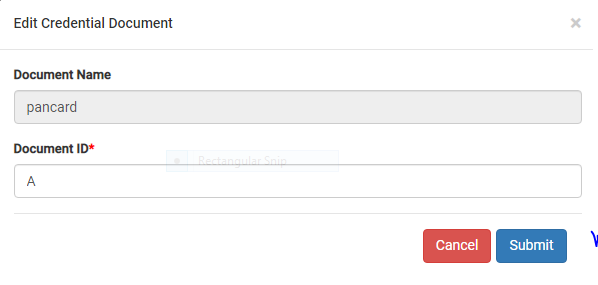 Edit Credential Document ×
Document Name
pancard
Document ID*
Rectangular Snip
A
Cancel Submit